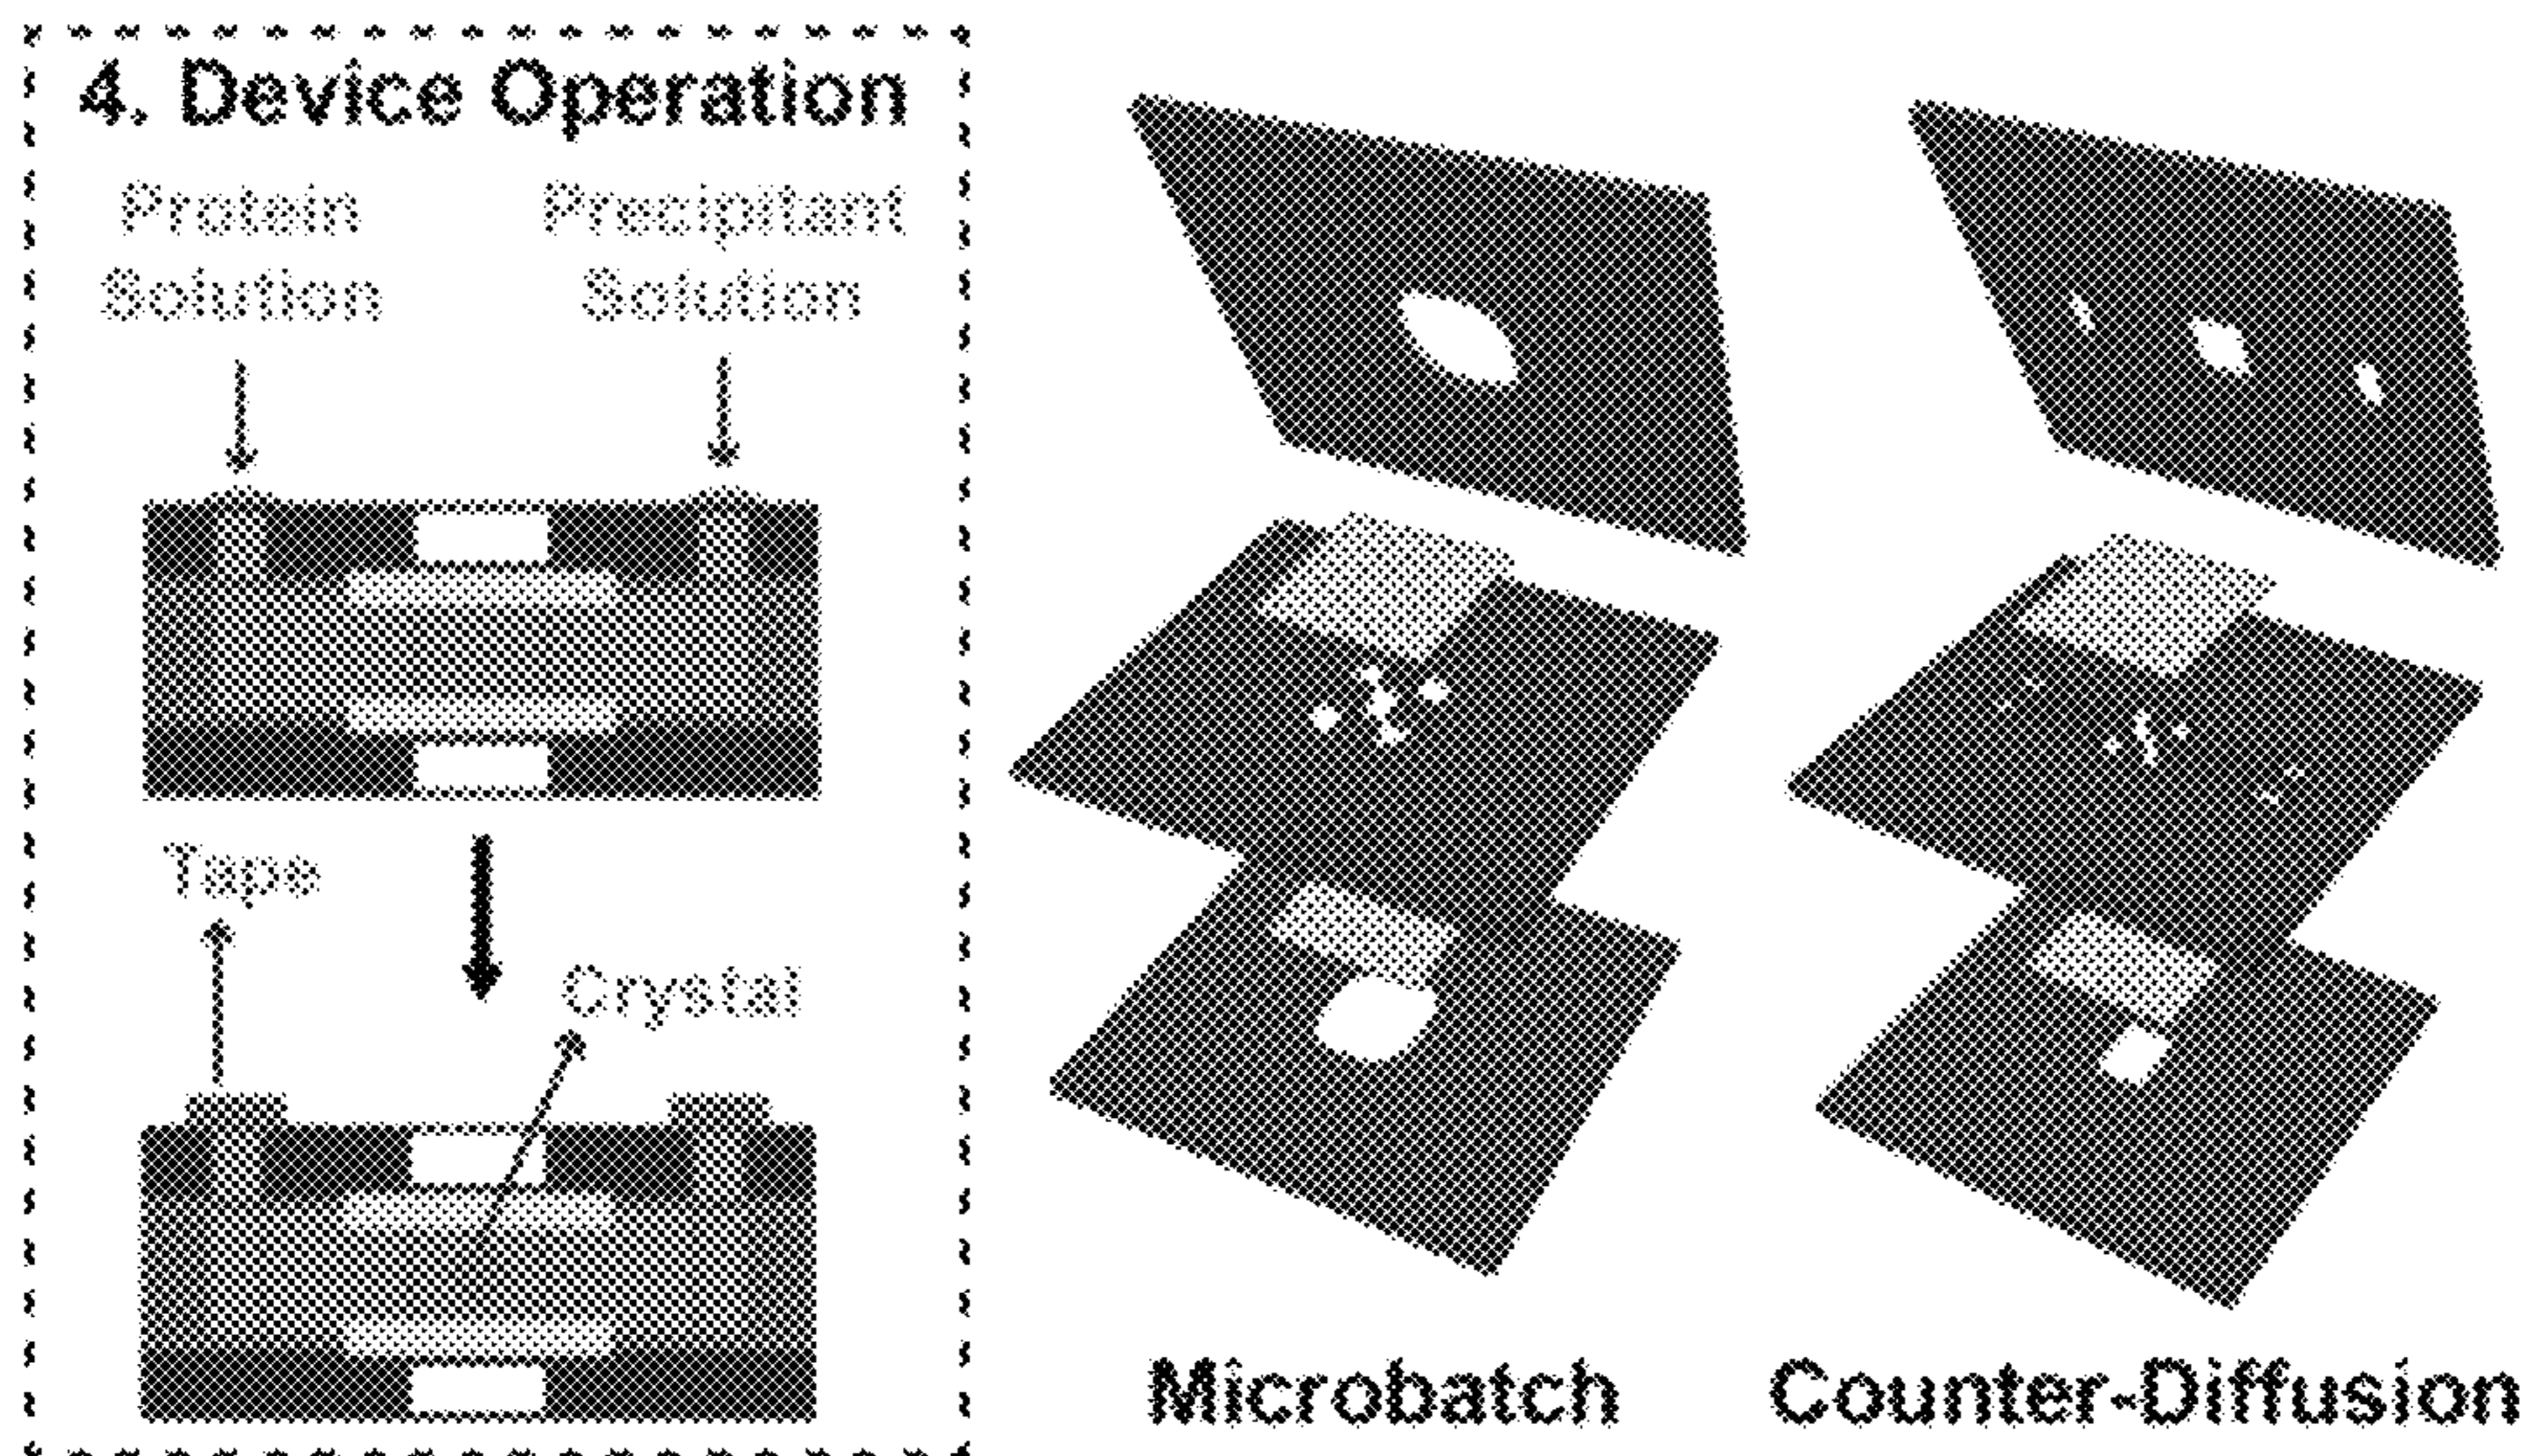 4. Device Operation
Protein
Solution
Precipitant
Solution
Tape
Crystal
Microbatch
Counter-Diffusion